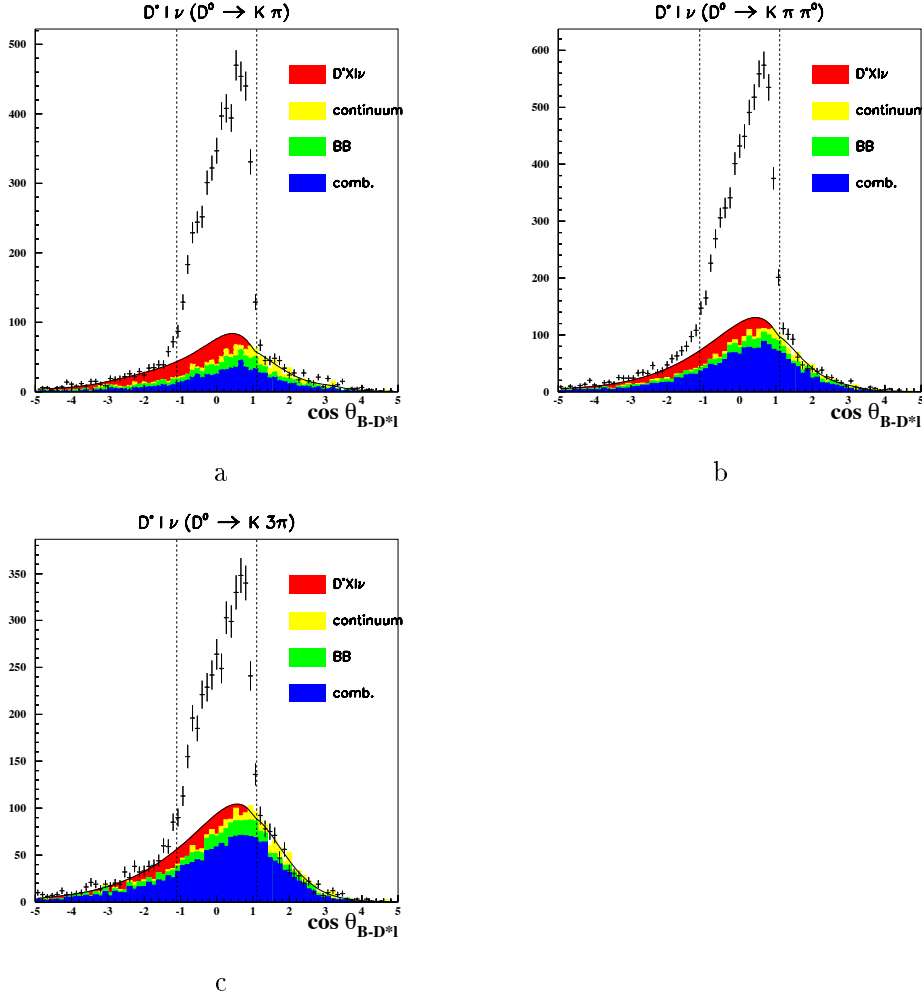 D* l ν (D⁰ → K π)
500
400
300
200
100
0
D*Xlν
continuum
BB
comb.
-5 -4 -3 -2 -1 0 1 2 3 4 5
cos θB-D*l
a
D* l ν (D⁰ → K π π⁰)
600
500
400
300
200
100
0
D*Xlν
continuum
BB
comb.
-5 -4 -3 -2 -1 0 1 2 3 4 5
cos θB-D*l
b
D* l ν (D⁰ → K 3π)
350
300
250
200
150
100
50
0
D*Xlν
continuum
BB
comb.
-5 -4 -3 -2 -1 0 1 2 3 4 5
cos θB-D*l
c